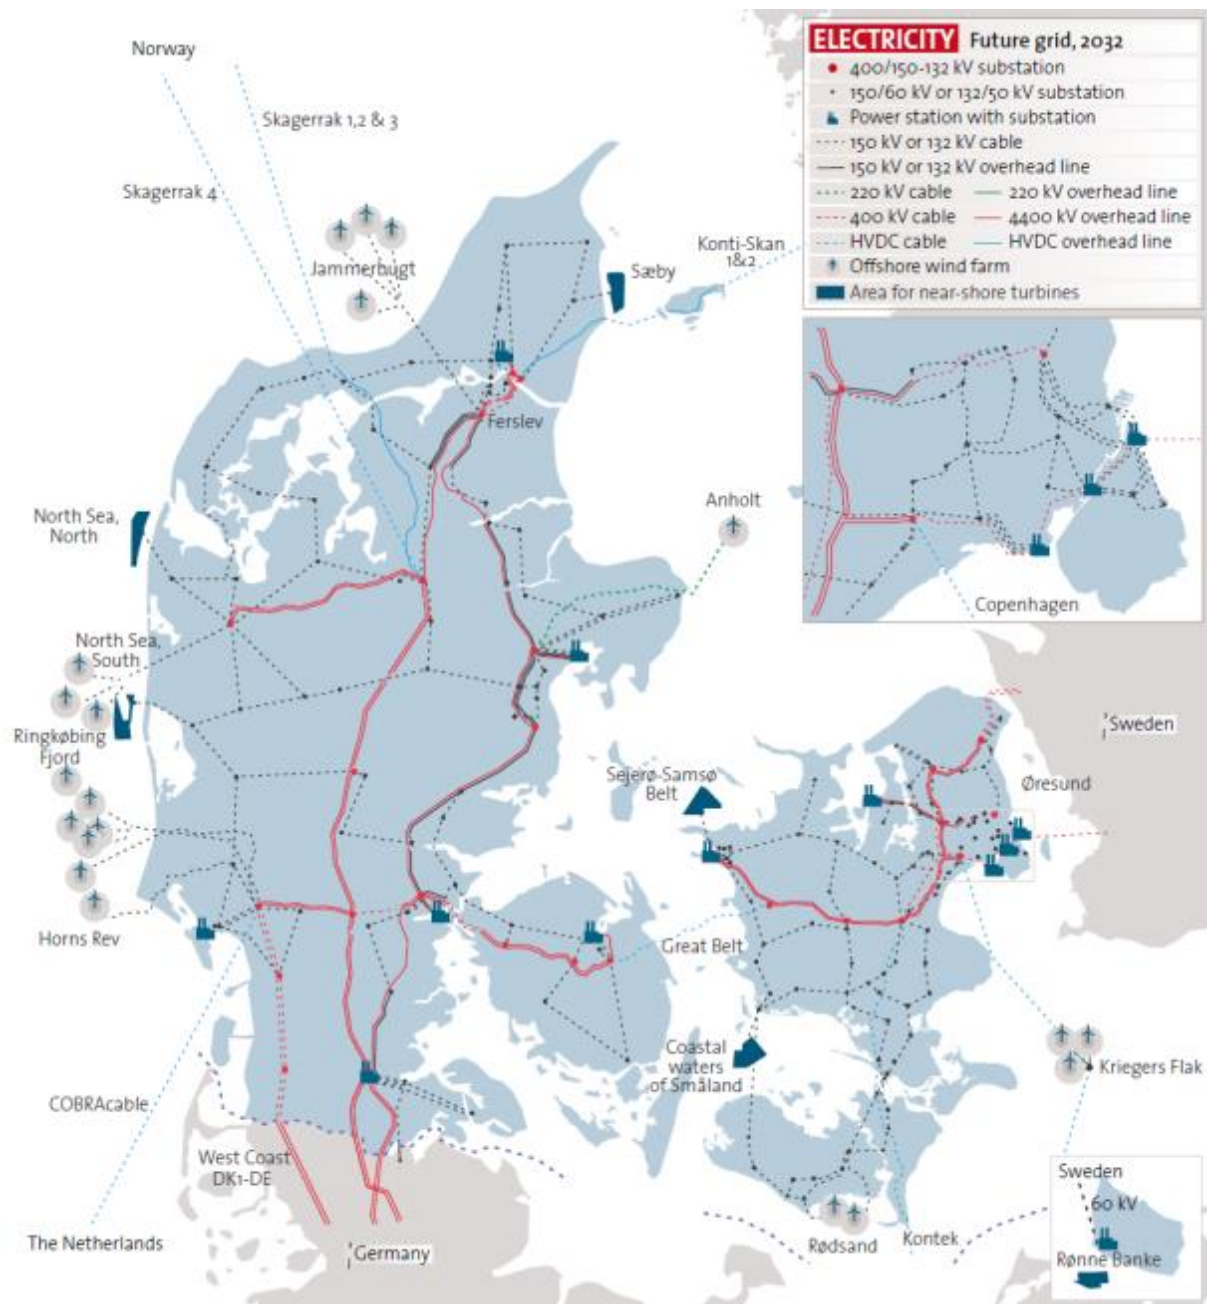 Norway
Skagerrak 1,2 & 3
Skagerrak 4
Jammerbugt
Konti-Skan
1&2
Sæby
Ferslev
North Sea,
North
Anholt
North Sea,
South
Ringkøbing
Fjord
Horns Rev
Sejerø-Samsø
Belt
Øresund
Sweden
Great Belt
Coastal
waters
of Småland
Kriegers Flak
COBRAcable
West Coast
DK1-DE
The Netherlands
Germany
Rødsand
Kontek
ELECTRICITY Future grid, 2032
400/150-132 kV substation
150/60 kV or 132/50 kV substation
Power station with substation
150 kV or 132 kV cable
150 kV or 132 kV overhead line
220 kV cable 220 kV overhead line
400 kV cable 4400 kV overhead line
HVDC cable HVDC overhead line
Offshore wind farm
Area for near-shore turbines
Copenhagen
Sweden
60 kV
Rønne Banke